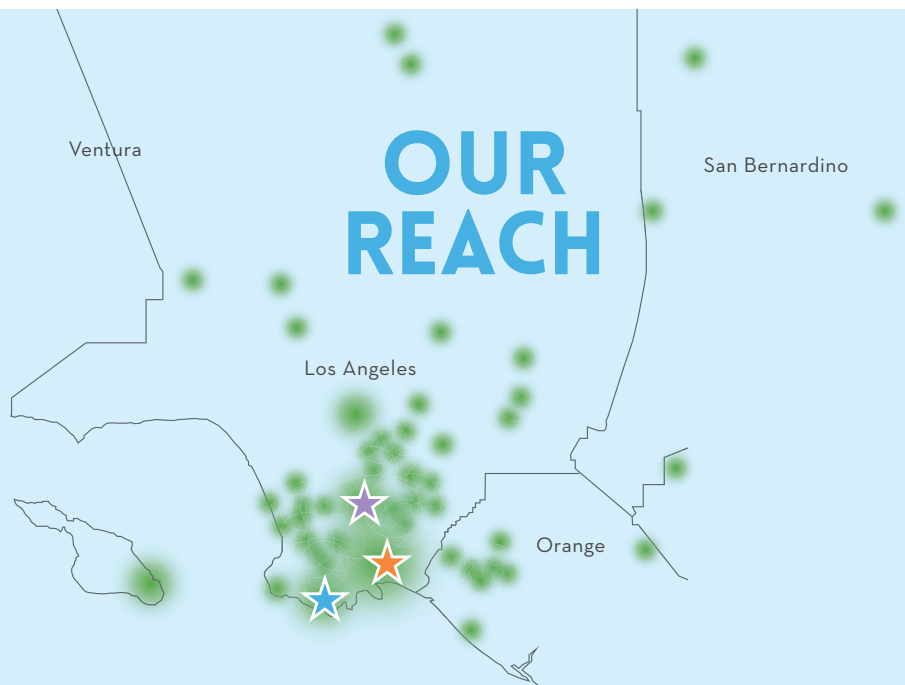 OUR
REACH
Ventura
San Bernardino
Los Angeles
Orange